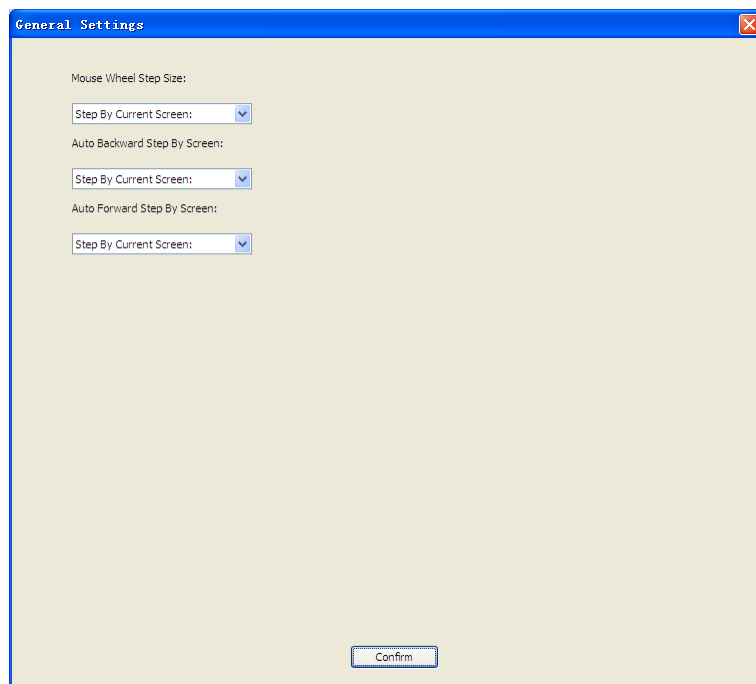 General Settings
Mouse Wheel Step Size:
Step By Current Screen:
Auto Backward Step By Screen:
Step By Current Screen:
Auto Forward Step By Screen:
Step By Current Screen:
Confirm